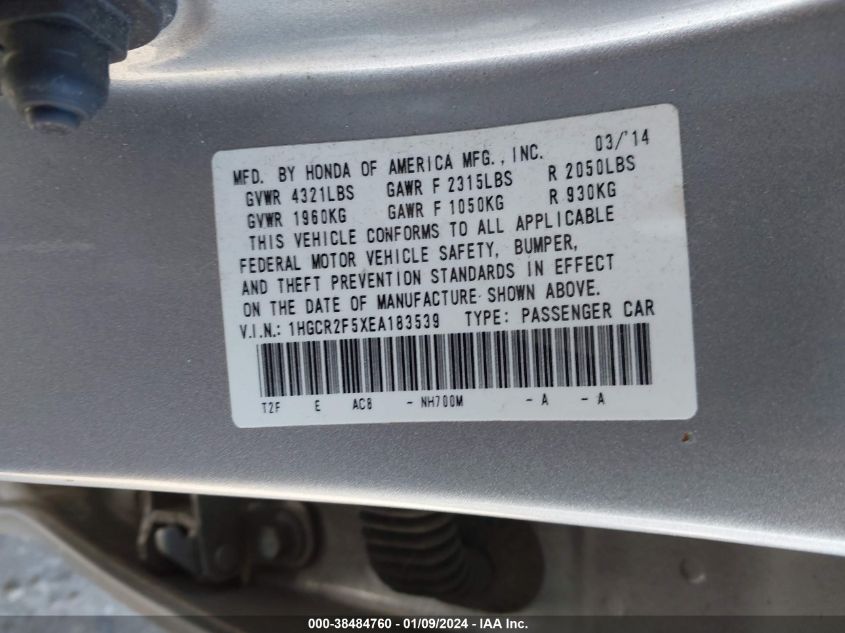 MFD. BY HONDA OF AMERICA MFG., INC. 03/'14
GVWR 4321LBS GAWR F 2315LBS R 2050LBS
GVWR 1960KG GAWR F 1050KG R 930KG
THIS VEHICLE CONFORMS TO ALL APPLICABLE
FEDERAL MOTOR VEHICLE SAFETY, BUMPER,
AND THEFT PREVENTION STANDARDS IN EFFECT
ON THE DATE OF MANUFACTURE SHOWN ABOVE.
V.I.N.: 1HGCR2F5XEA183539 TYPE: PASSENGER CAR
T2F E AC8 - NH700M - A - A
000-38484760 - 01/09/2024 - IAA Inc.